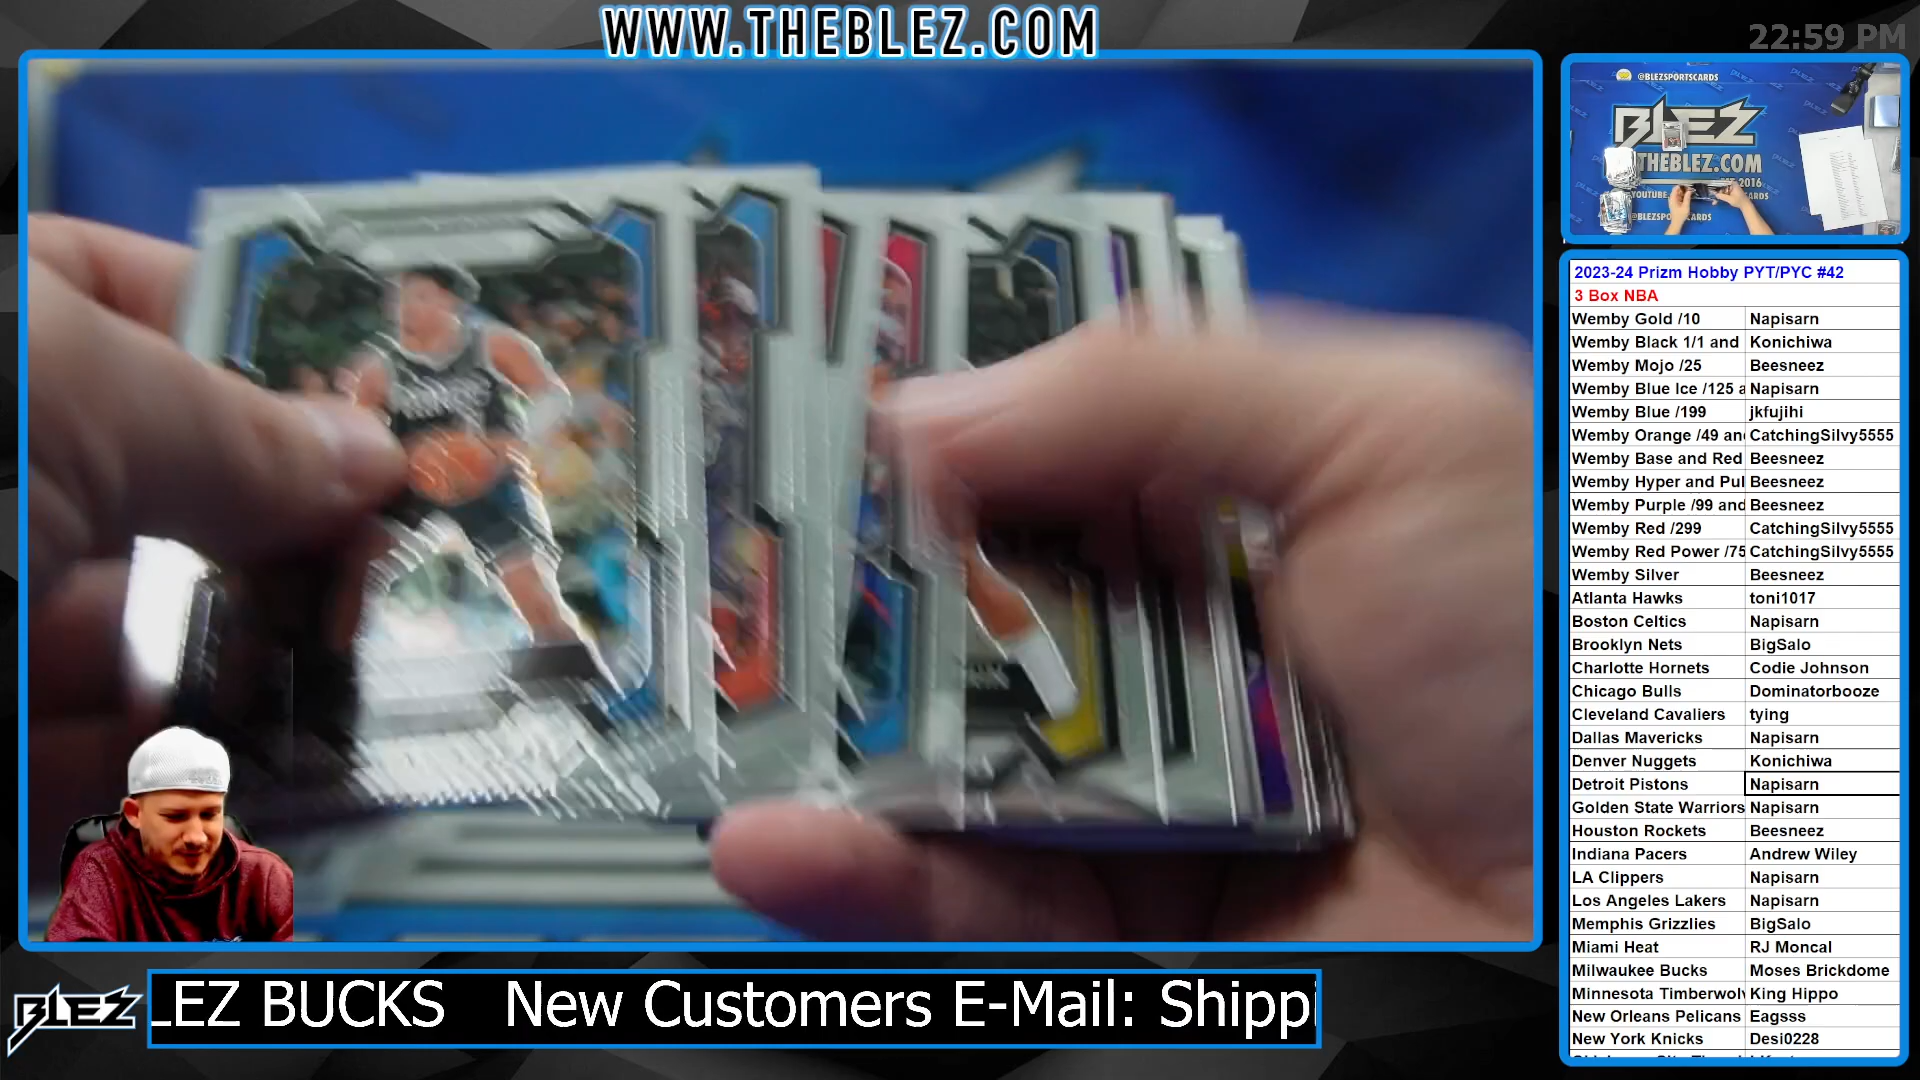 WWW.THEBLEZ.COM
22:59 PM
@BLEZSPORTSCARDS
BLEZ
THEBLEZ.COM
2016
YOUTUBE
CARDS
2023-24 Prizm Hobby PYT/PYC #42
3 Box NBA
Wemby Gold /10 Napisarn
Wemby Black 1/1 and Konichiwa
Wemby Mojo /25 Beesneez
Wemby Blue Ice /125 a Napisarn
Wemby Blue /199 jkfujihi
Wemby Orange /49 an CatchingSilvy5555
Wemby Base and Red Beesneez
Wemby Hyper and Pul Beesneez
Wemby Purple /99 and Beesneez
Wemby Red /299 CatchingSilvy5555
Wemby Red Power /75 CatchingSilvy5555
Wemby Silver Beesneez
Atlanta Hawks toni1017
Boston Celtics Napisarn
Brooklyn Nets BigSalo
Charlotte Hornets Codie Johnson
Chicago Bulls Dominatorbooze
Cleveland Cavaliers tying
Dallas Mavericks Napisarn
Denver Nuggets Konichiwa
Detroit Pistons Napisarn
Golden State Warriors Napisarn
Houston Rockets Beesneez
Indiana Pacers Andrew Wiley
LA Clippers Napisarn
Los Angeles Lakers Napisarn
Memphis Grizzlies BigSalo
Miami Heat RJ Moncal
Milwaukee Bucks Moses Brickdome
Minnesota Timberwolv King Hippo
New Orleans Pelicans Eagsss
New York Knicks Desi0228
BLEZ
LEZ BUCKS New Customers E-Mail: Shippi